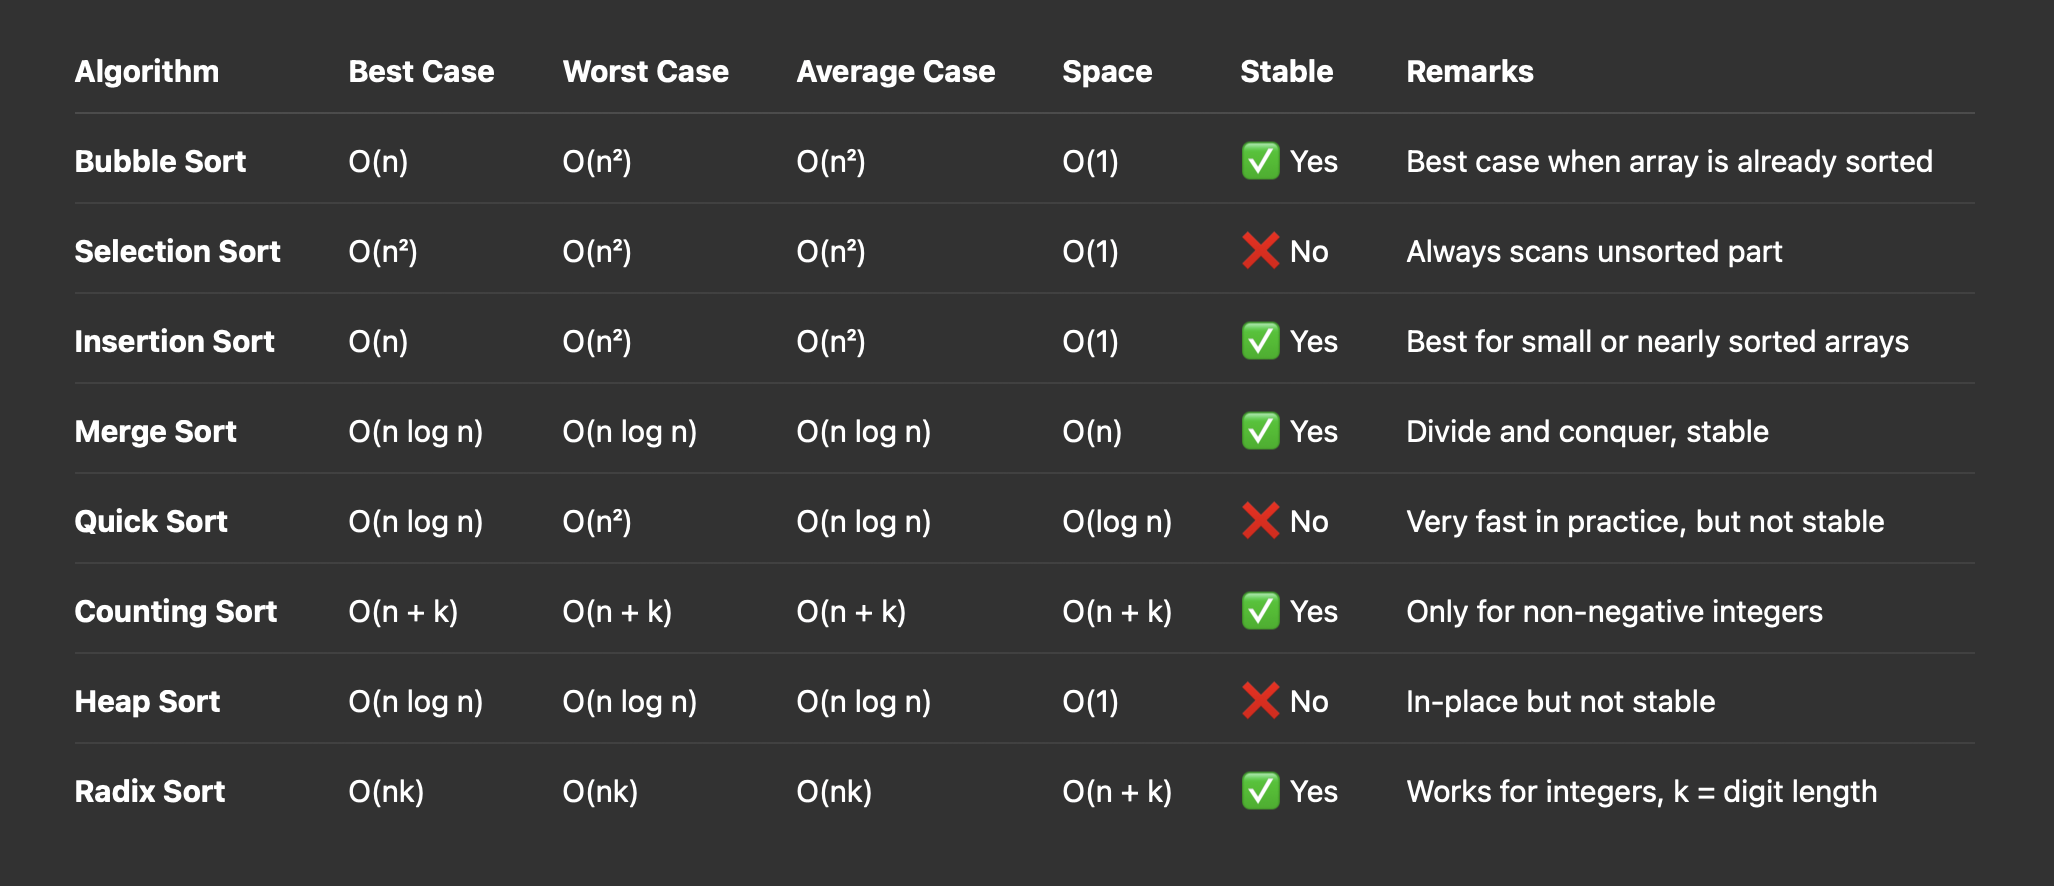 Algorithm Best Case Worst Case Average Case Space Stable Remarks
Bubble Sort O(n) O(n²) O(n²) O(1) ✅ Yes Best case when array is already sorted
Selection Sort O(n²) O(n²) O(n²) O(1) ❌ No Always scans unsorted part
Insertion Sort O(n) O(n²) O(n²) O(1) ✅ Yes Best for small or nearly sorted arrays
Merge Sort O(n log n) O(n log n) O(n log n) O(n) ✅ Yes Divide and conquer, stable
Quick Sort O(n log n) O(n²) O(n log n) O(log n) ❌ No Very fast in practice, but not stable
Counting Sort O(n + k) O(n + k) O(n + k) O(n + k) ✅ Yes Only for non-negative integers
Heap Sort O(n log n) O(n log n) O(n log n) O(1) ❌ No In-place but not stable
Radix Sort O(nk) O(nk) O(nk) O(n + k) ✅ Yes Works for integers, k = digit length